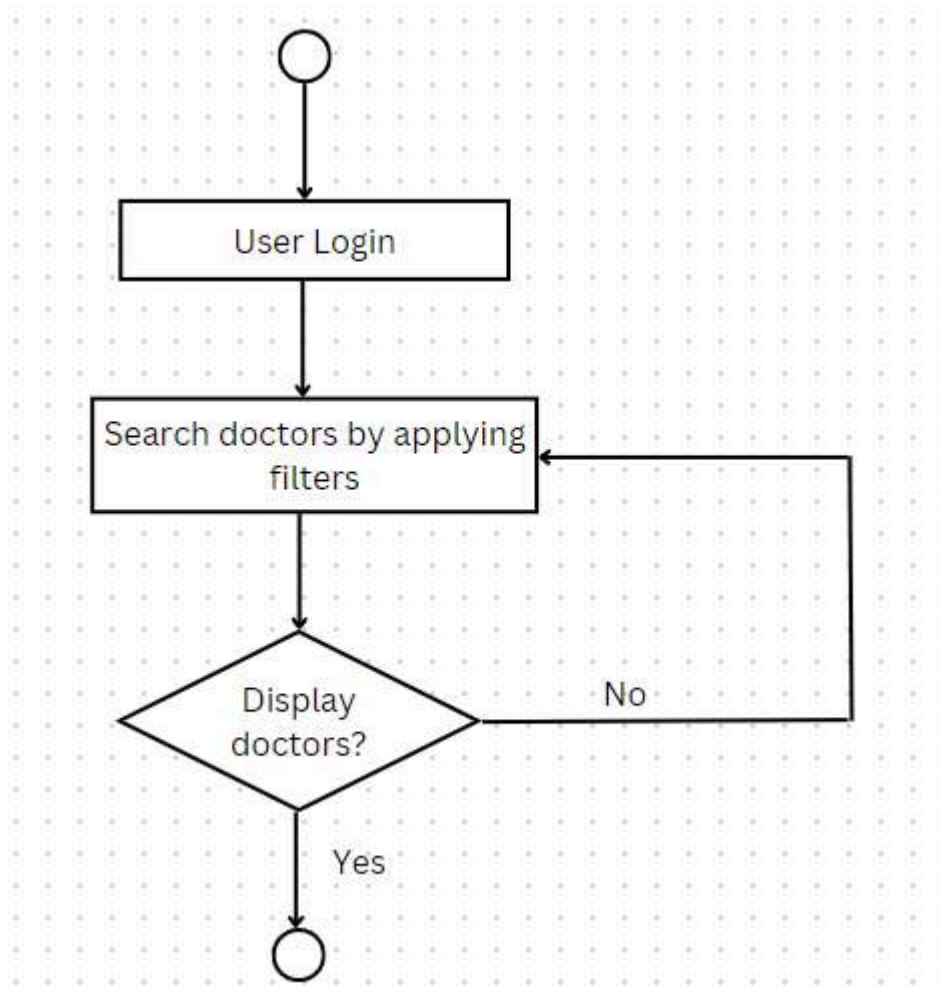 User Login
Search doctors by applying
filters
Display
doctors?
No
Yes